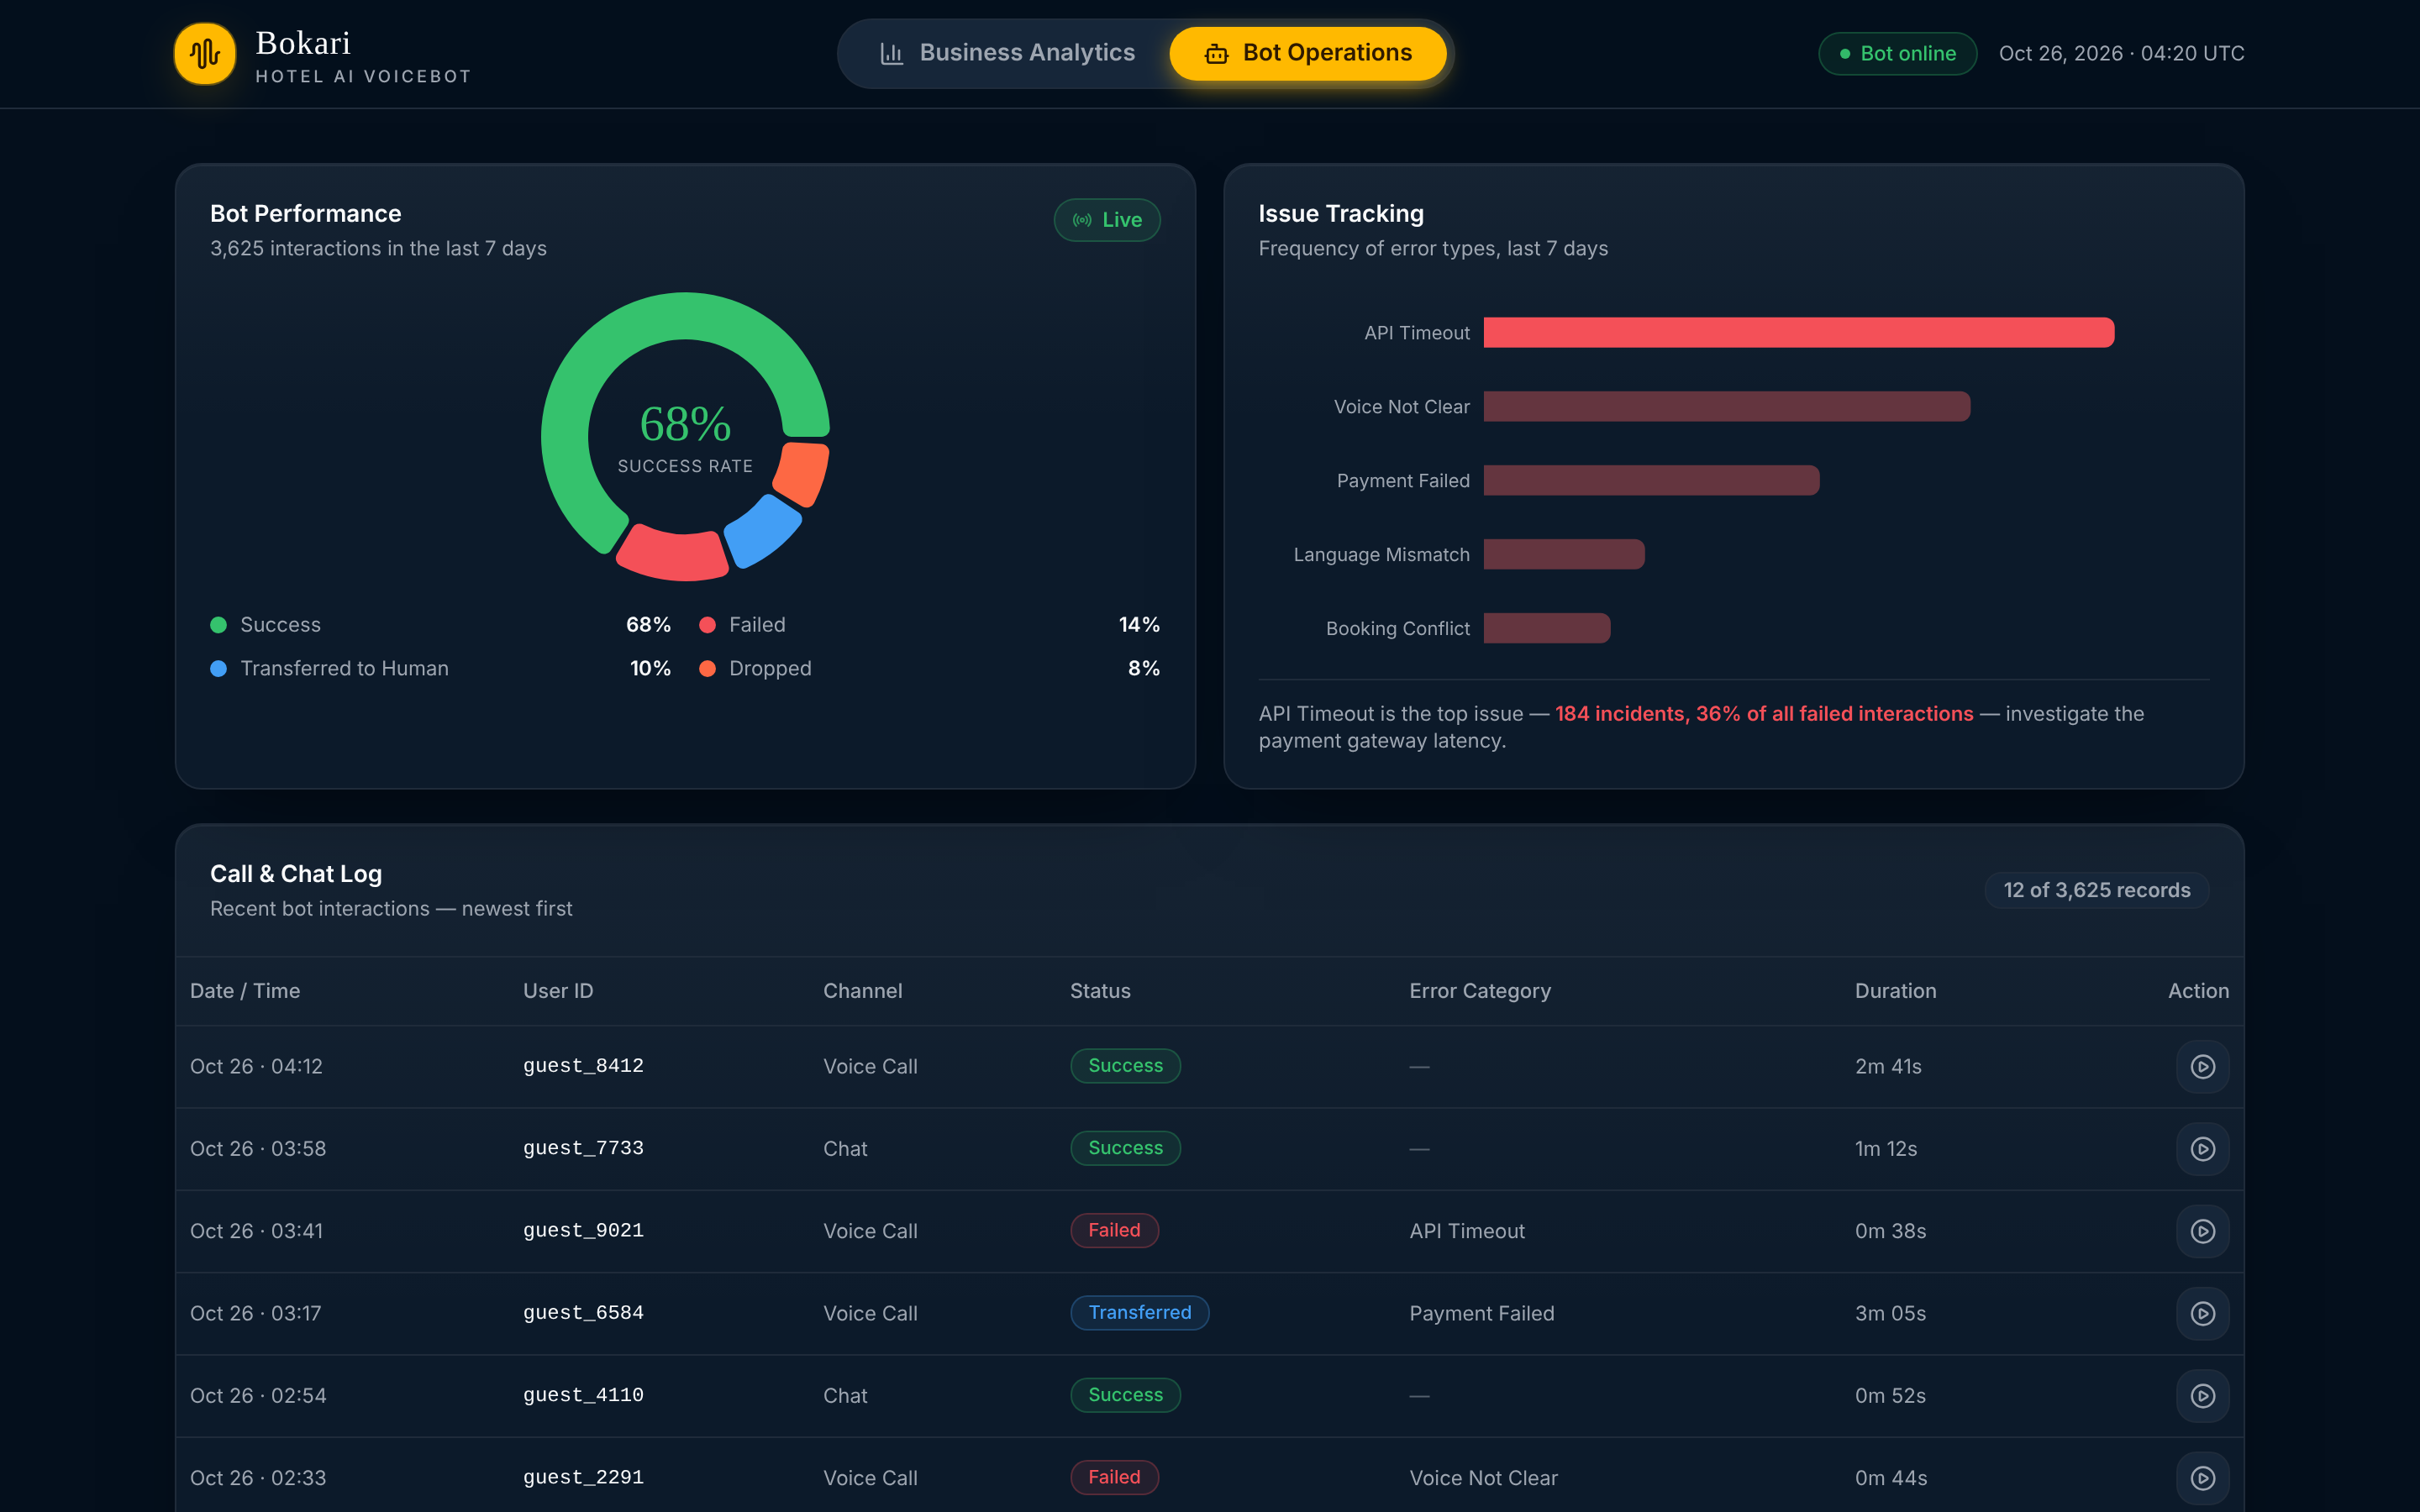 Bokari
HOTEL AI VOICEBOT
Business Analytics
Bot Operations
Bot online
Oct 26, 2026 · 04:20 UTC
Bot Performance
3,625 interactions in the last 7 days
Live
68%
SUCCESS RATE
Success 68%
Failed 14%
Transferred to Human 10%
Dropped 8%
Issue Tracking
Frequency of error types, last 7 days
API Timeout
Voice Not Clear
Payment Failed
Language Mismatch
Booking Conflict
API Timeout is the top issue — 184 incidents, 36% of all failed interactions — investigate the
payment gateway latency.
Call & Chat Log
Recent bot interactions — newest first
12 of 3,625 records
Date / Time User ID Channel Status Error Category Duration Action
Oct 26 · 04:12 guest_8412 Voice Call Success — 2m 41s
Oct 26 · 03:58 guest_7733 Chat Success — 1m 12s
Oct 26 · 03:41 guest_9021 Voice Call Failed API Timeout 0m 38s
Oct 26 · 03:17 guest_6584 Voice Call Transferred Payment Failed 3m 05s
Oct 26 · 02:54 guest_4110 Chat Success — 0m 52s
Oct 26 · 02:33 guest_2291 Voice Call Failed Voice Not Clear 0m 44s